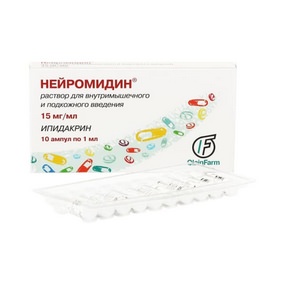 НЕЙРОМИДИН®
раствор для внутримышечного
и подкожного введения
15 мг/мл
ИПИДАКРИН
10 ампул по 1 мл
OlainFarm